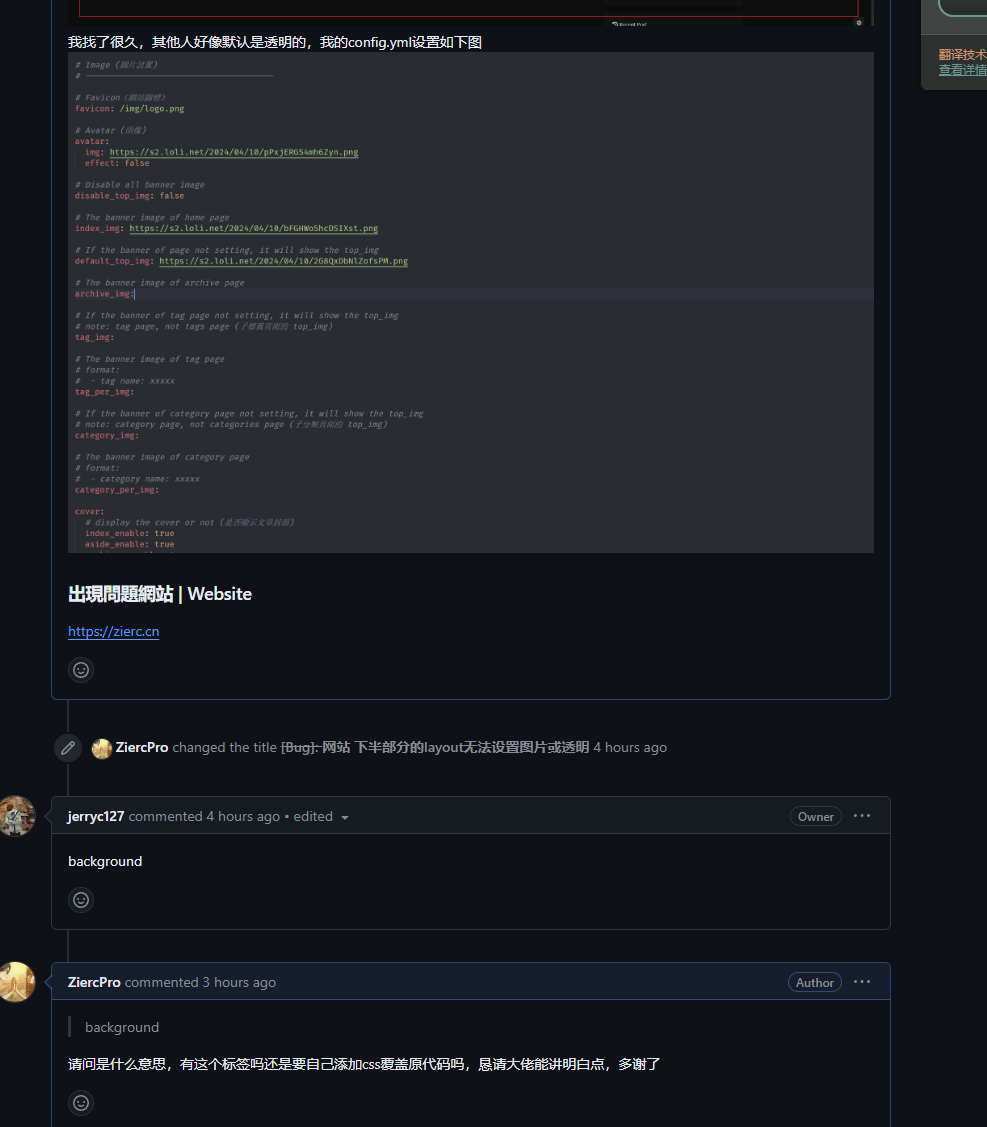 Recent Post
我找了很久，其他人好像默认是透明的，我的config.yml设置如下图
# Image (圖片設置)
# --------------------------------------
# Favicon（網站圖標）
favicon: /img/logo.png
# Avatar (頭像)
avatar:
img: https://s2.loli.net/2024/04/10/pPxjERGS4mh6Zyn.png
effect: false
# Disable all banner image
disable_top_img: false
# The banner image of home page
index_img: https://s2.loli.net/2024/04/10/bFGHWo5hcDSIXst.png
# If the banner of page not setting, it will show the top_img
default_top_img: https://s2.loli.net/2024/04/10/2G8QxDbNlZofsPM.png
# The banner image of archive page
archive_img:
# If the banner of tag page not setting, it will show the top_img
# note: tag page, not tags page (子標籤頁面的 top_img)
tag_img:
# The banner image of tag page
# format:
# - tag name: xxxxx
tag_per_img:
# If the banner of category page not setting, it will show the top_img
# note: category page, not categories page (子分類頁面的 top_img)
category_img:
# The banner image of category page
# format:
# - category name: xxxxx
category_per_img:
cover:
# display the cover or not (是否顯示文章封面)
index_enable: true
aside_enable: true
出現問題網站 | Website
https://zierc.cn
ZiercPro changed the title [Bug]: 网站 下半部分的layout无法设置图片或透明 4 hours ago
jerryc127 commented 4 hours ago • edited
Owner
background
ZiercPro commented 3 hours ago
Author
background
请问是什么意思，有这个标签吗还是要自己添加css覆盖原代码吗，恳请大佬能讲明白点，多谢了
翻译技术
查看详情